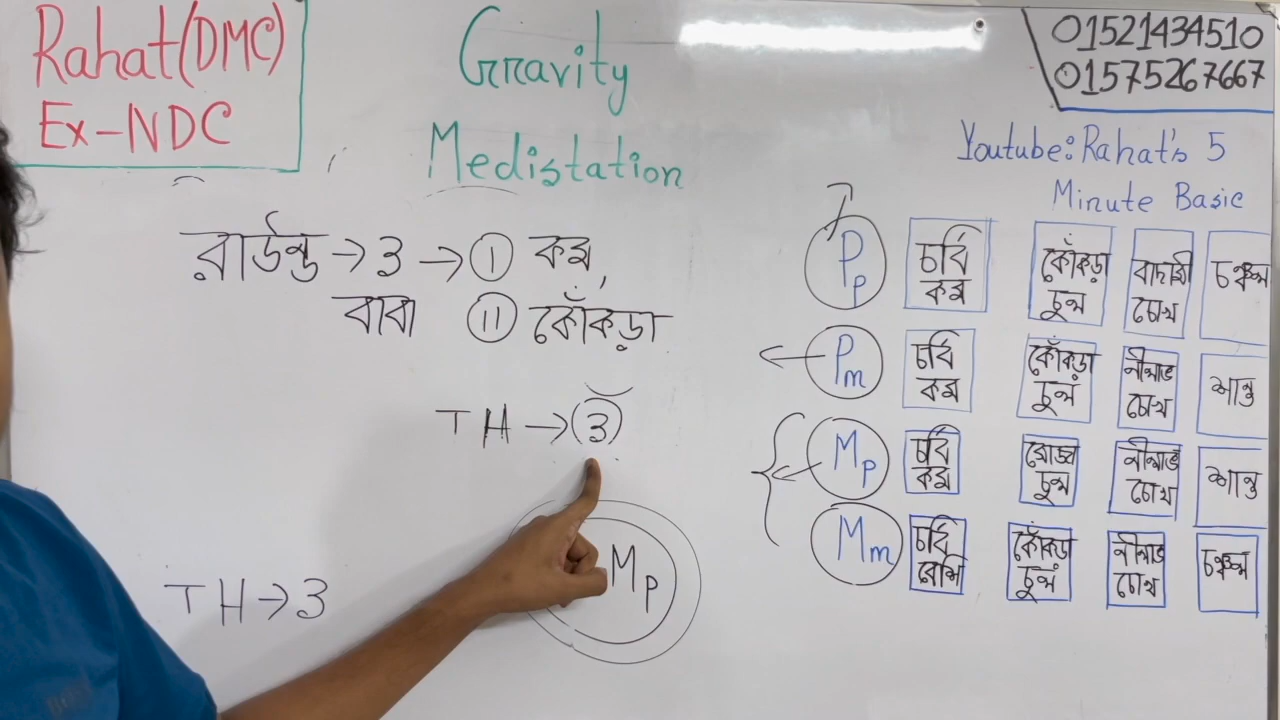 Rahat(DMC)
Ex-NDC
Gravity
Medistation
01521434510
01575267667
Youtube: Rahat's 5
Minute Basic
রাউন্ড → 3 → (I) কম,
বাবা (II) কোঁকড়া
TH → (3)
TH → 3
Mp
Pp চর্বি কম কোঁকড়া চুল বাদামী চোখ চঞ্চল
Pm চর্বি কম কোঁকড়া চুল নীলাভ চোখ শান্ত
Mp চর্বি কম সোজা চুল নীলাভ চোখ শান্ত
Mm চর্বি বেশি কোঁকড়া চুল নীলাভ চোখ চঞ্চল